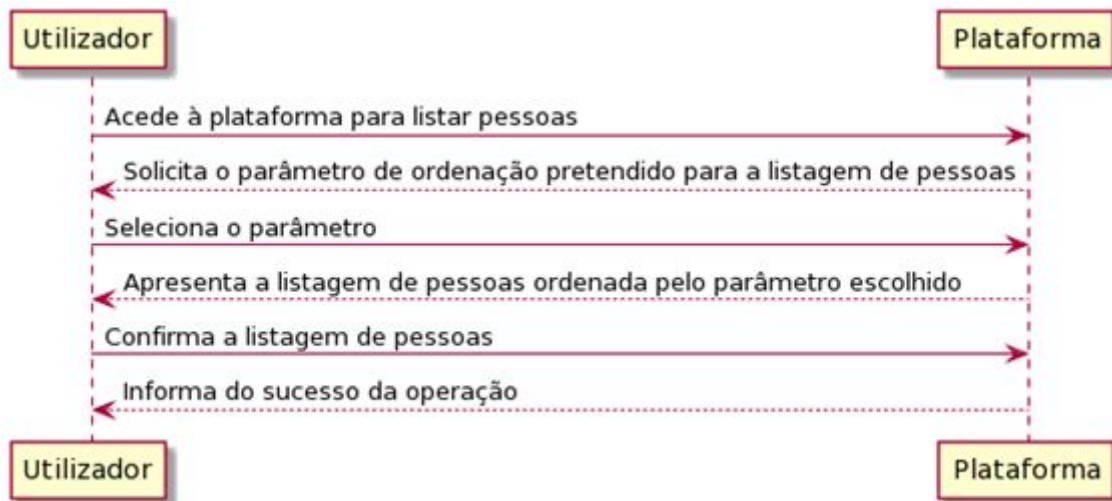 Utilizador
Plataforma
Acede à plataforma para listar pessoas
Solicita o parâmetro de ordenação pretendido para a listagem de pessoas
Seleciona o parâmetro
Apresenta a listagem de pessoas ordenada pelo parâmetro escolhido
Confirma a listagem de pessoas
Informa do sucesso da operação
Utilizador
Plataforma